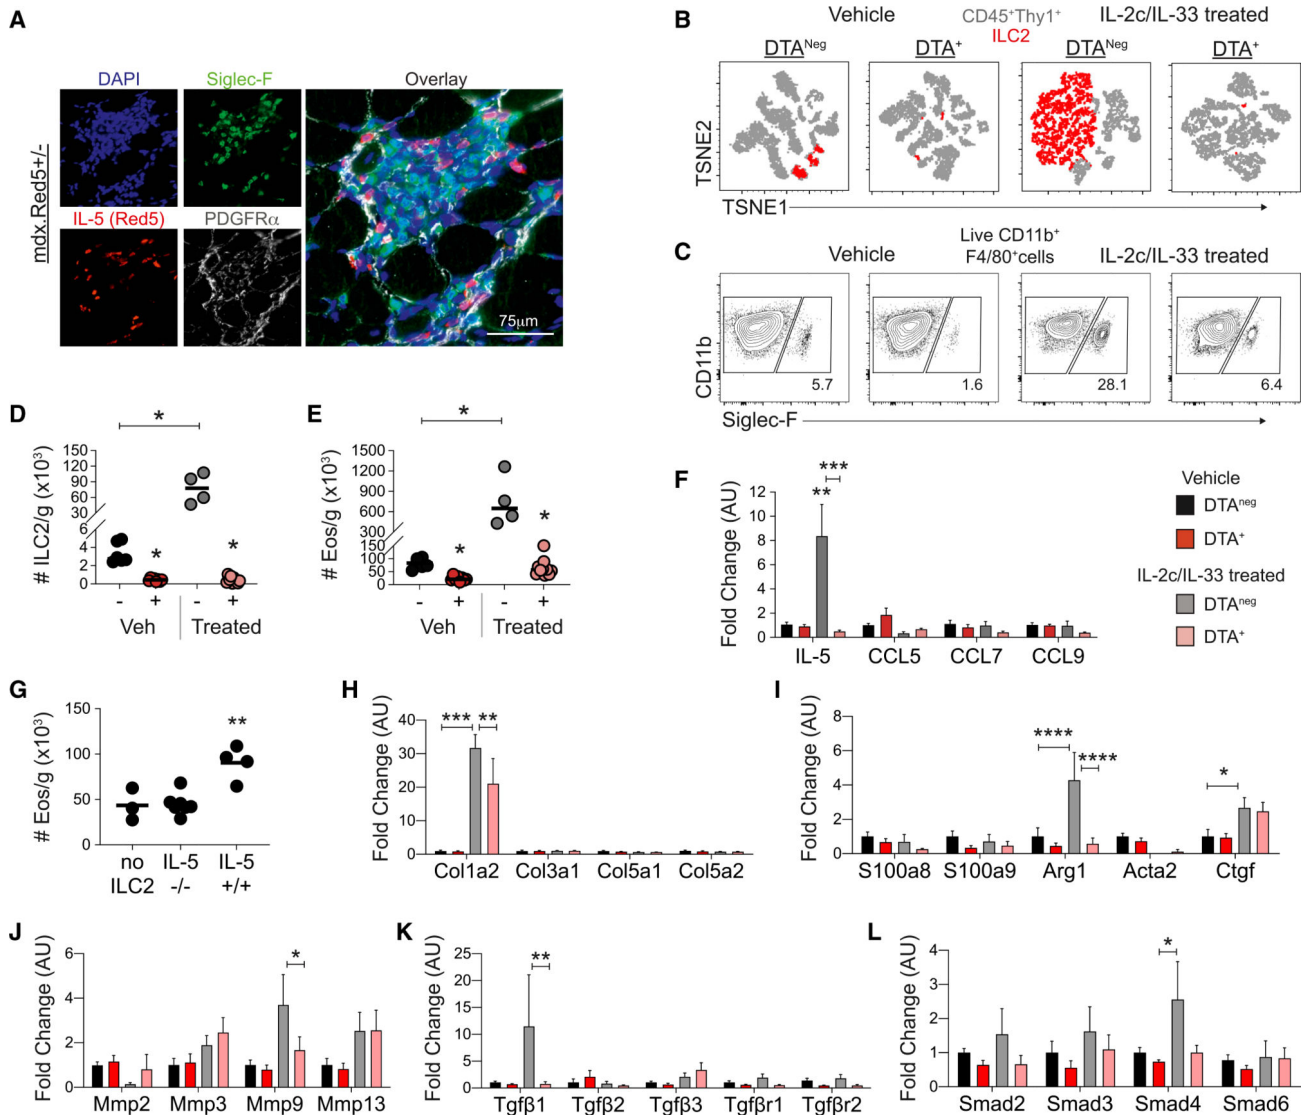 A
DAPI
Siglec-F
Overlay
mdx.Red5+/-
IL-5 (Red5)
PDGFRα
75μm
B
Vehicle
CD45⁺Thy1⁺
ILC2
IL-2c/IL-33 treated
DTA^Neg
DTA⁺
DTA^Neg
DTA⁺
TSNE2
TSNE1
C
Vehicle
Live CD11b⁺
F4/80⁺cells
IL-2c/IL-33 treated
CD11b
5.7
1.6
28.1
6.4
Siglec-F
D
# ILC2/g (x10³)
150
120
90
60
30
6
4
2
0
*
*
*
- + - +
Veh Treated
E
# Eos/g (x10³)
1500
1200
900
600
300
150
100
50
0
*
*
*
- + - +
Veh Treated
F
Fold Change (AU)
12
10
8
6
4
2
0
**
***
IL-5 CCL5 CCL7 CCL9
Vehicle
DTA^neg
DTA⁺
IL-2c/IL-33 treated
DTA^neg
DTA⁺
G
# Eos/g (x10³)
150
100
50
0
**
no IL-5 IL-5
ILC2 -/- +/+
H
Fold Change (AU)
40
30
20
10
0
*** **
Col1a2 Col3a1 Col5a1 Col5a2
I
Fold Change (AU)
8
6
4
2
0
****
****
*
S100a8 S100a9 Arg1 Acta2 Ctgf
J
Fold Change (AU)
6
4
2
0
*
Mmp2 Mmp3 Mmp9 Mmp13
K
Fold Change (AU)
25
20
15
10
5
0
**
Tgfβ1 Tgfβ2 Tgfβ3 Tgfβr1 Tgfβr2
L
Fold Change (AU)
4
3
2
1
0
*
Smad2 Smad3 Smad4 Smad6